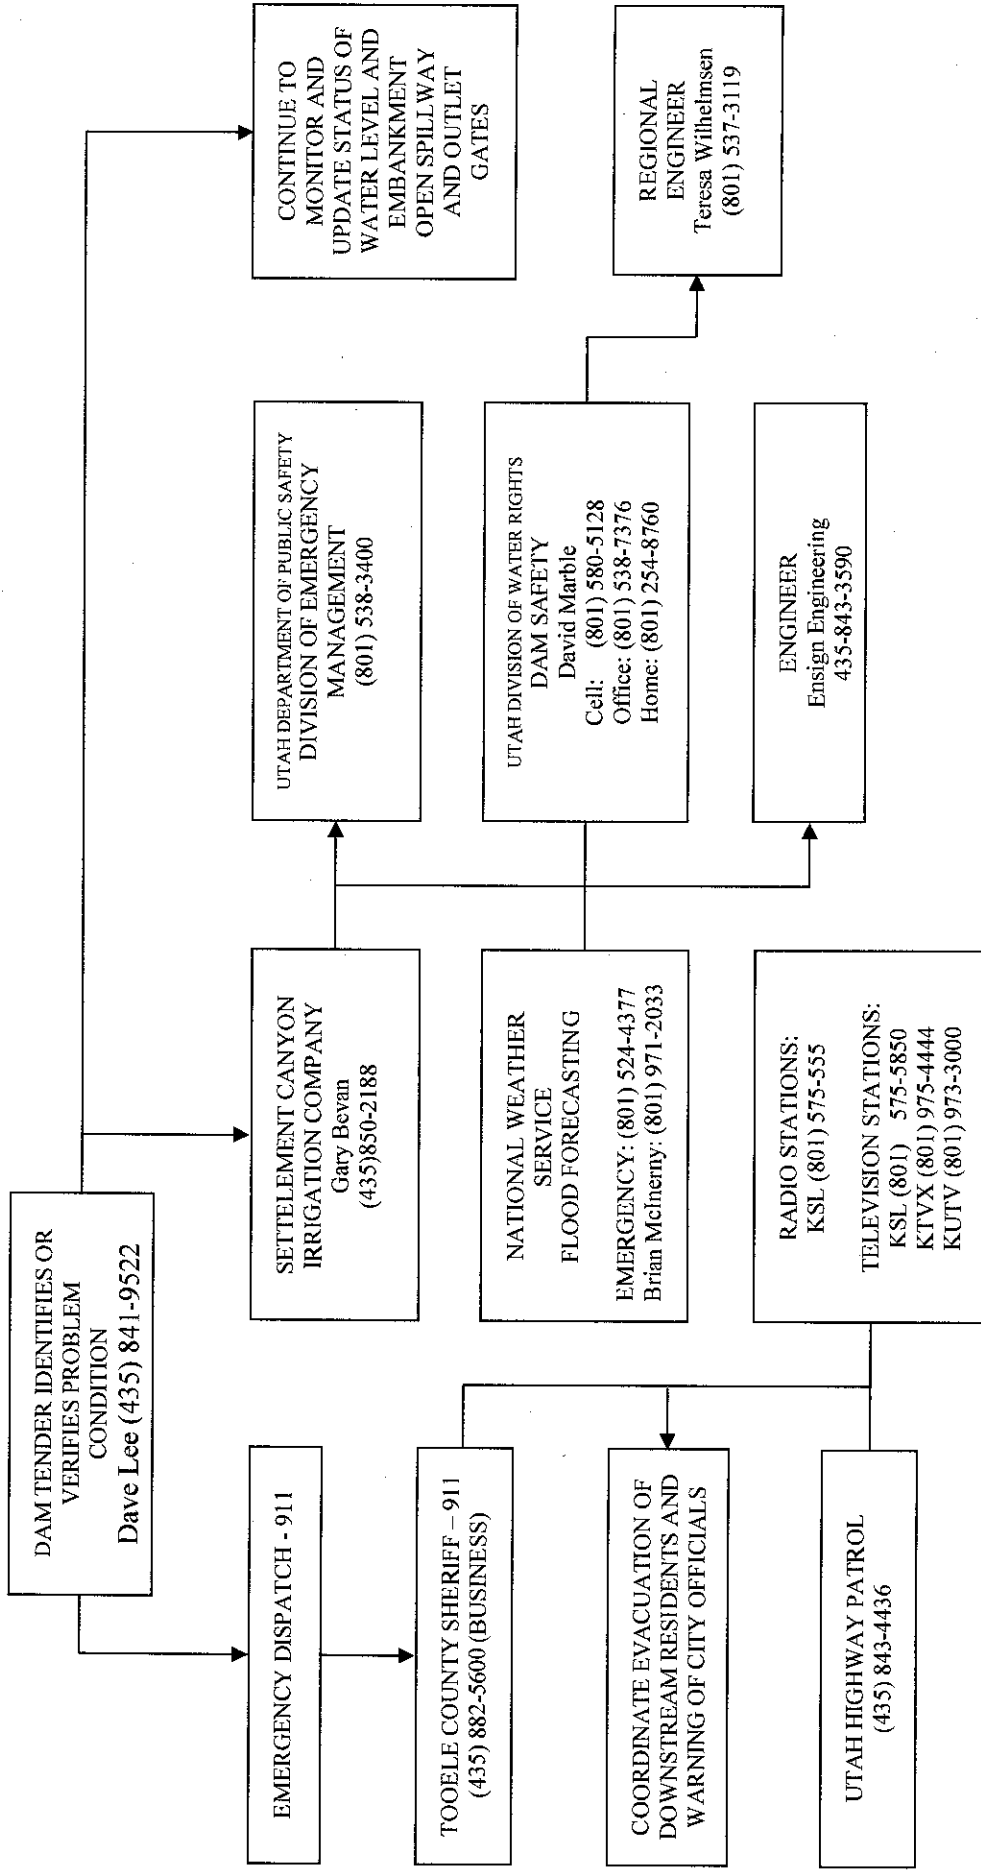 DAM TENDER IDENTIFIES OR
VERIFIES PROBLEM
CONDITION
Dave Lee (435) 841-9522
EMERGENCY DISPATCH - 911
TOOELE COUNTY SHERIFF – 911
(435) 882-5600 (BUSINESS)
COORDINATE EVACUATION OF
DOWNSTREAM RESIDENTS AND
WARNING OF CITY OFFICIALS
UTAH HIGHWAY PATROL
(435) 843-4436
SETTELEMENT CANYON
IRRIGATION COMPANY
Gary Bevan
(435)850-2188
NATIONAL WEATHER
SERVICE
FLOOD FORECASTING
EMERGENCY: (801) 524-4377
Brian McInerny: (801) 971-2033
RADIO STATIONS:
KSL (801) 575-555
TELEVISION STATIONS:
KSL (801) 575-5850
KTVX (801) 975-4444
KUTV (801) 973-3000
UTAH DEPARTMENT OF PUBLIC SAFETY
DIVISION OF EMERGENCY
MANAGEMENT
(801) 538-3400
UTAH DIVISION OF WATER RIGHTS
DAM SAFETY
David Marble
Cell: (801) 580-5128
Office: (801) 538-7376
Home: (801) 254-8760
ENGINEER
Ensign Engineering
435-843-3590
CONTINUE TO
MONITOR AND
UPDATE STATUS OF
WATER LEVEL AND
EMBANKMENT
OPEN SPILLWAY
AND OUTLET
GATES
REGIONAL
ENGINEER
Teresa Wilhelmsen
(801) 537-3119